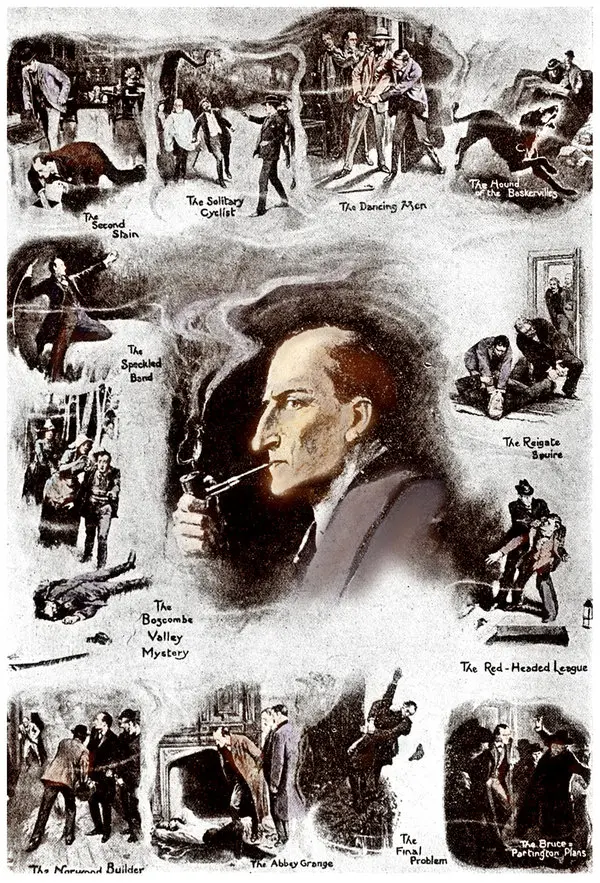 The
Second
Stain
The Solitary
Cyclist
The Dancing Men
The Hound
of the Baskervilles
The
Speckled
Band
The Reigate
Squire
The
Boscombe
Valley
Mystery
The Red-Headed League
The Norwood Builder
The Abbey Grange
The
Final
Problem
The Bruce=
Partington Plans